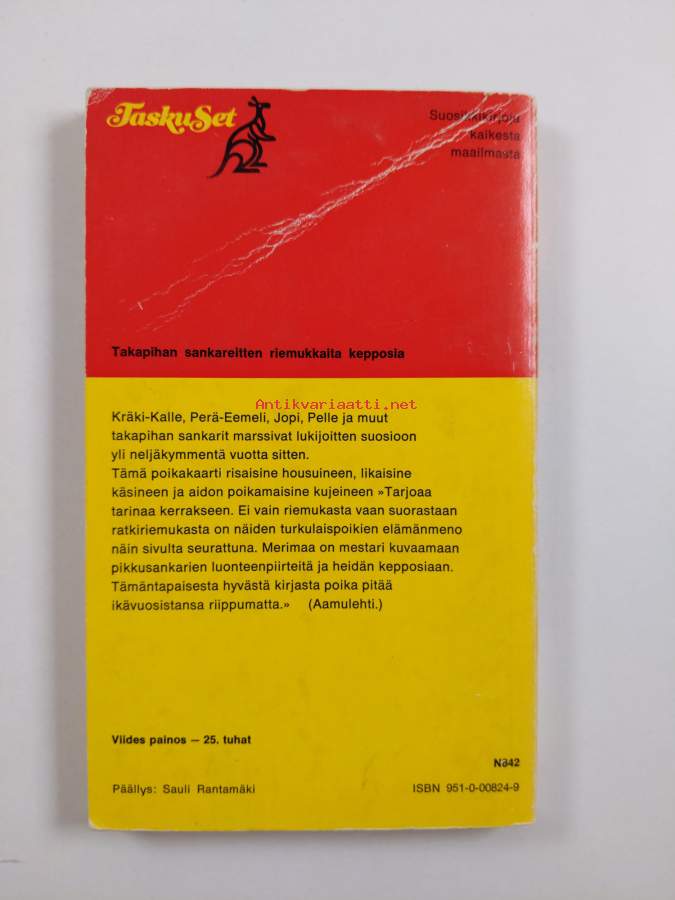 TaskuSet
Suosikkikirjoja
kaikesta
maailmasta
Takapihan sankareitten riemukkaita kepposia
Antikvariaatti.net
Kräki-Kalle, Perä-Eemeli, Jopi, Pelle ja muut
takapihan sankarit marssivat lukijoitten suosioon
yli neljäkymmentä vuotta sitten.
Tämä poikakaarti risaisine housuineen, likaisine
käsineen ja aidon poikamaisine kujeineen »Tarjoaa
tarinaa kerrakseen. Ei vain riemukasta vaan suorastaan
ratkiriemukasta on näiden turkulaispoikien elämänmeno
näin sivulta seurattuna. Merimaa on mestari kuvaamaan
pikkusankarien luonteenpiirteitä ja heidän kepposiaan.
Tämäntapaisesta hyvästä kirjasta poika pitää
ikävuosistansa riippumatta.» (Aamulehti.)
Viides painos – 25. tuhat
N342
Päällys: Sauli Rantamäki
ISBN 951-0-00824-9